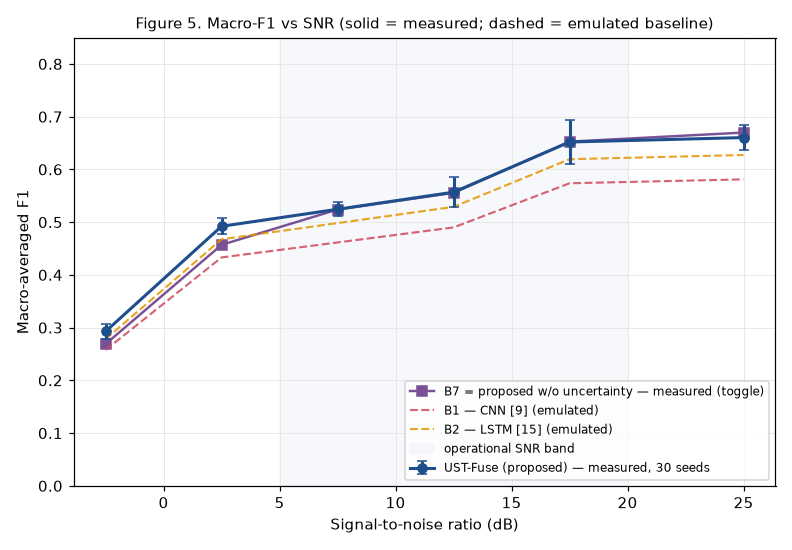 Figure 5. Macro-F1 vs SNR (solid = measured; dashed = emulated baseline)
Macro-averaged F1
0.8
0.7
0.6
0.5
0.4
0.3
0.2
0.1
0.0
B7 = proposed w/o uncertainty — measured (toggle)
B1 — CNN [9] (emulated)
B2 — LSTM [15] (emulated)
operational SNR band
UST-Fuse (proposed) — measured, 30 seeds
0 5 10 15 20 25
Signal-to-noise ratio (dB)